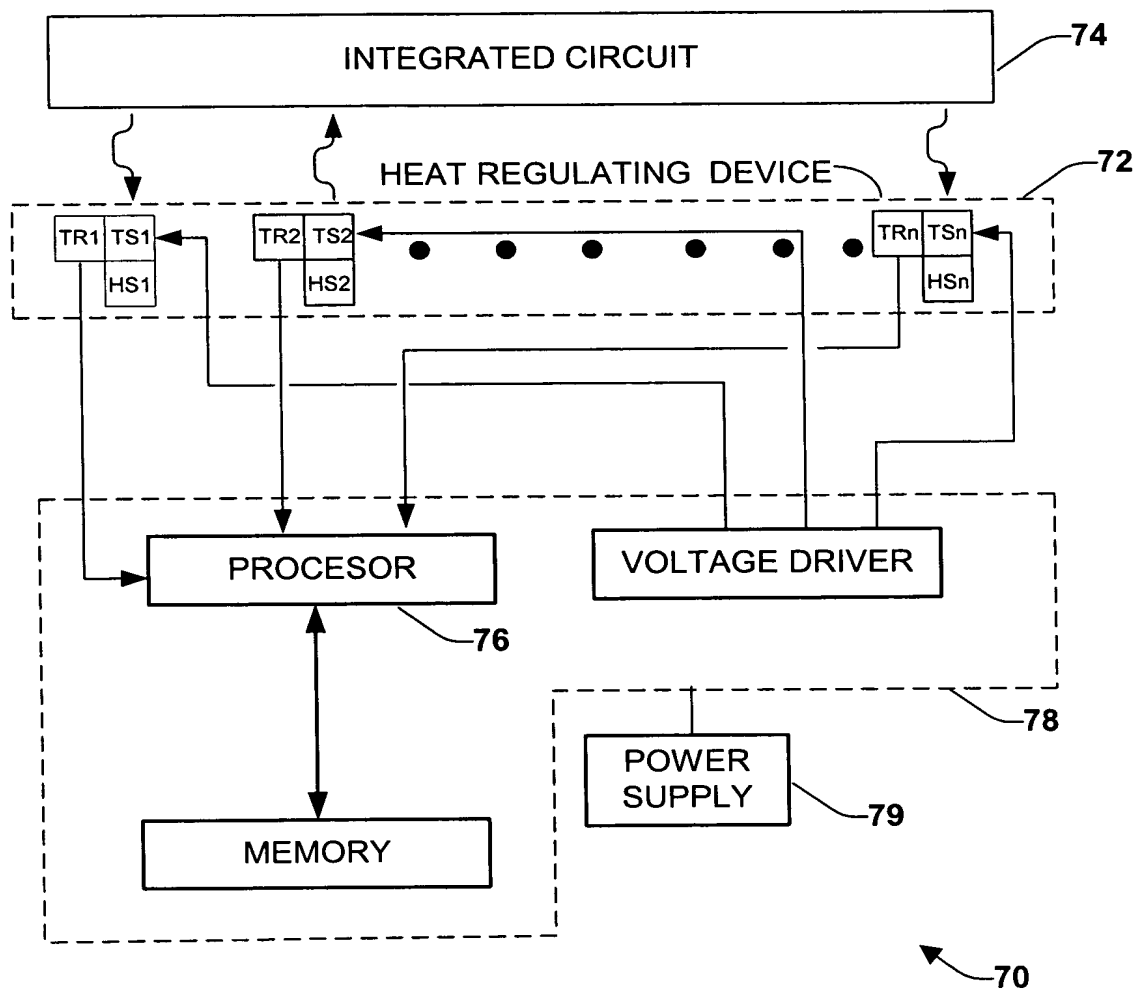 INTEGRATED CIRCUIT
74
HEAT REGULATING DEVICE
72
TR1 TS1
HS1
TR2 TS2
HS2
TRn TSn
HSn
PROCESOR
76
VOLTAGE DRIVER
78
POWER
SUPPLY
79
MEMORY
70